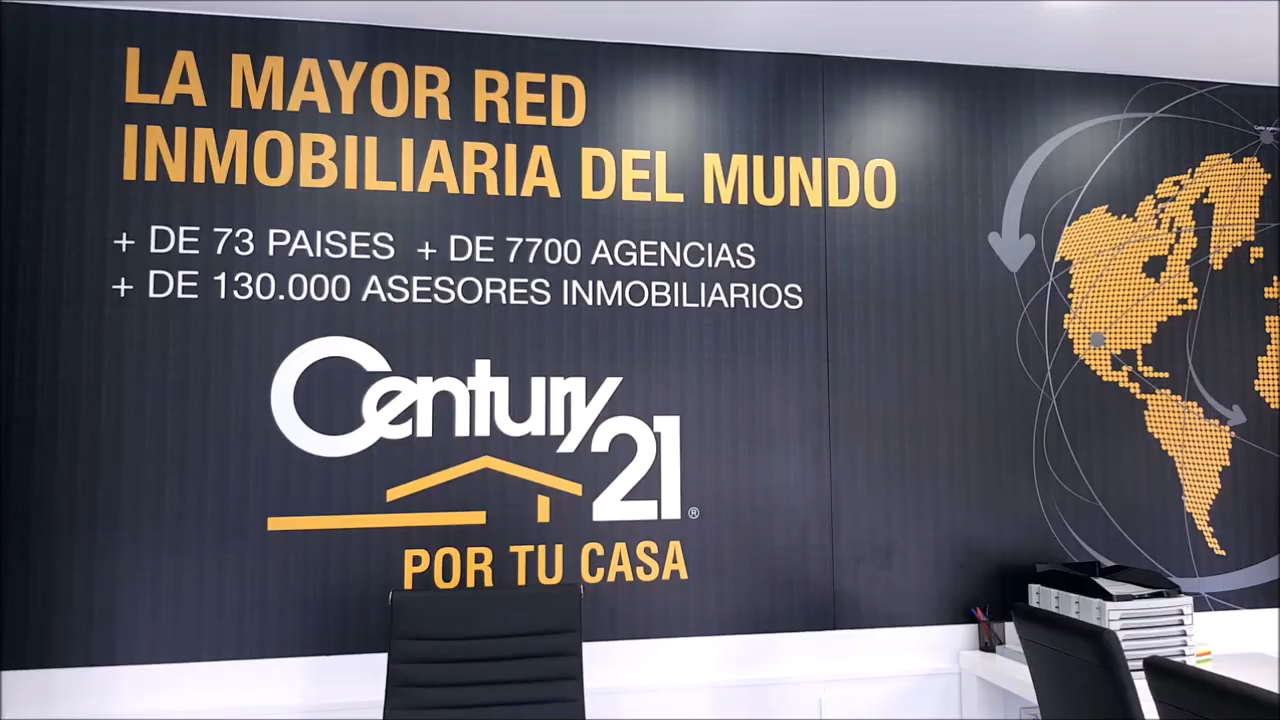 LA MAYOR RED
INMOBILIARIA DEL MUNDO
+ DE 73 PAISES + DE 7700 AGENCIAS
+ DE 130.000 ASESORES INMOBILIARIOS
Century
21®
POR TU CASA